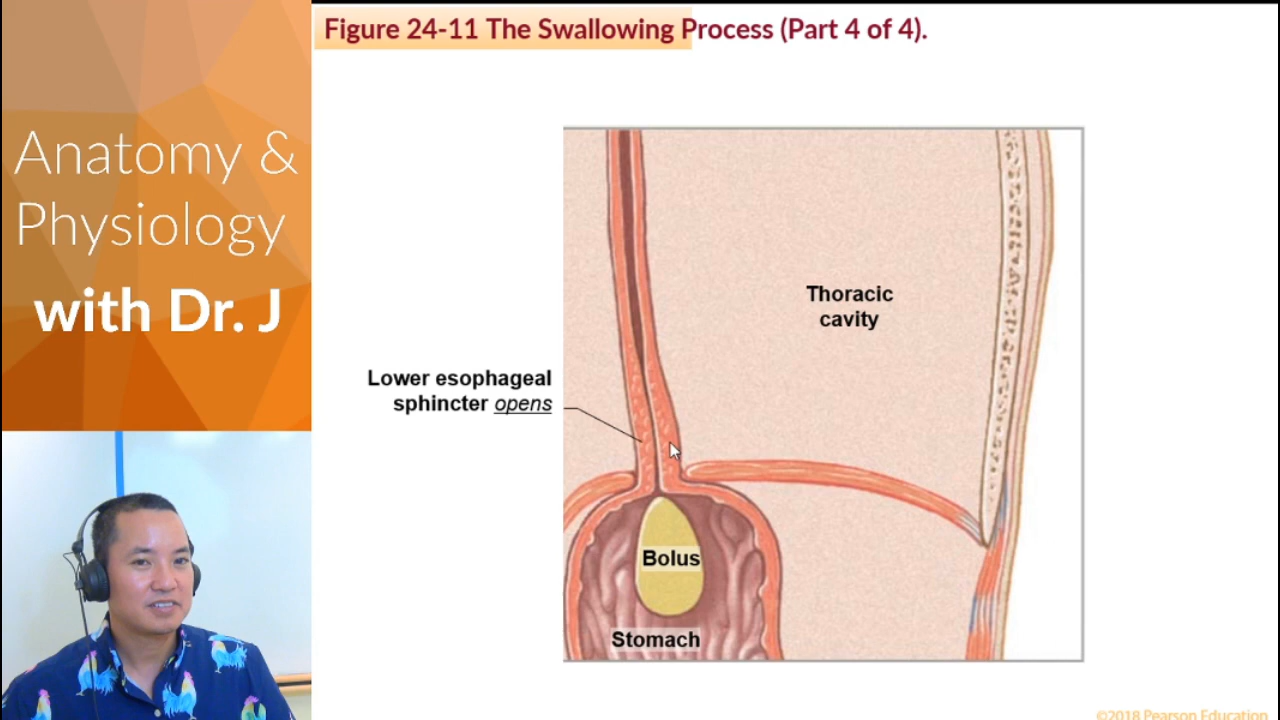 Figure 24-11 The Swallowing Process (Part 4 of 4).
Anatomy &
Physiology
with Dr. J
Thoracic
cavity
Lower esophageal
sphincter opens
Bolus
Stomach
©2018 Pearson Education